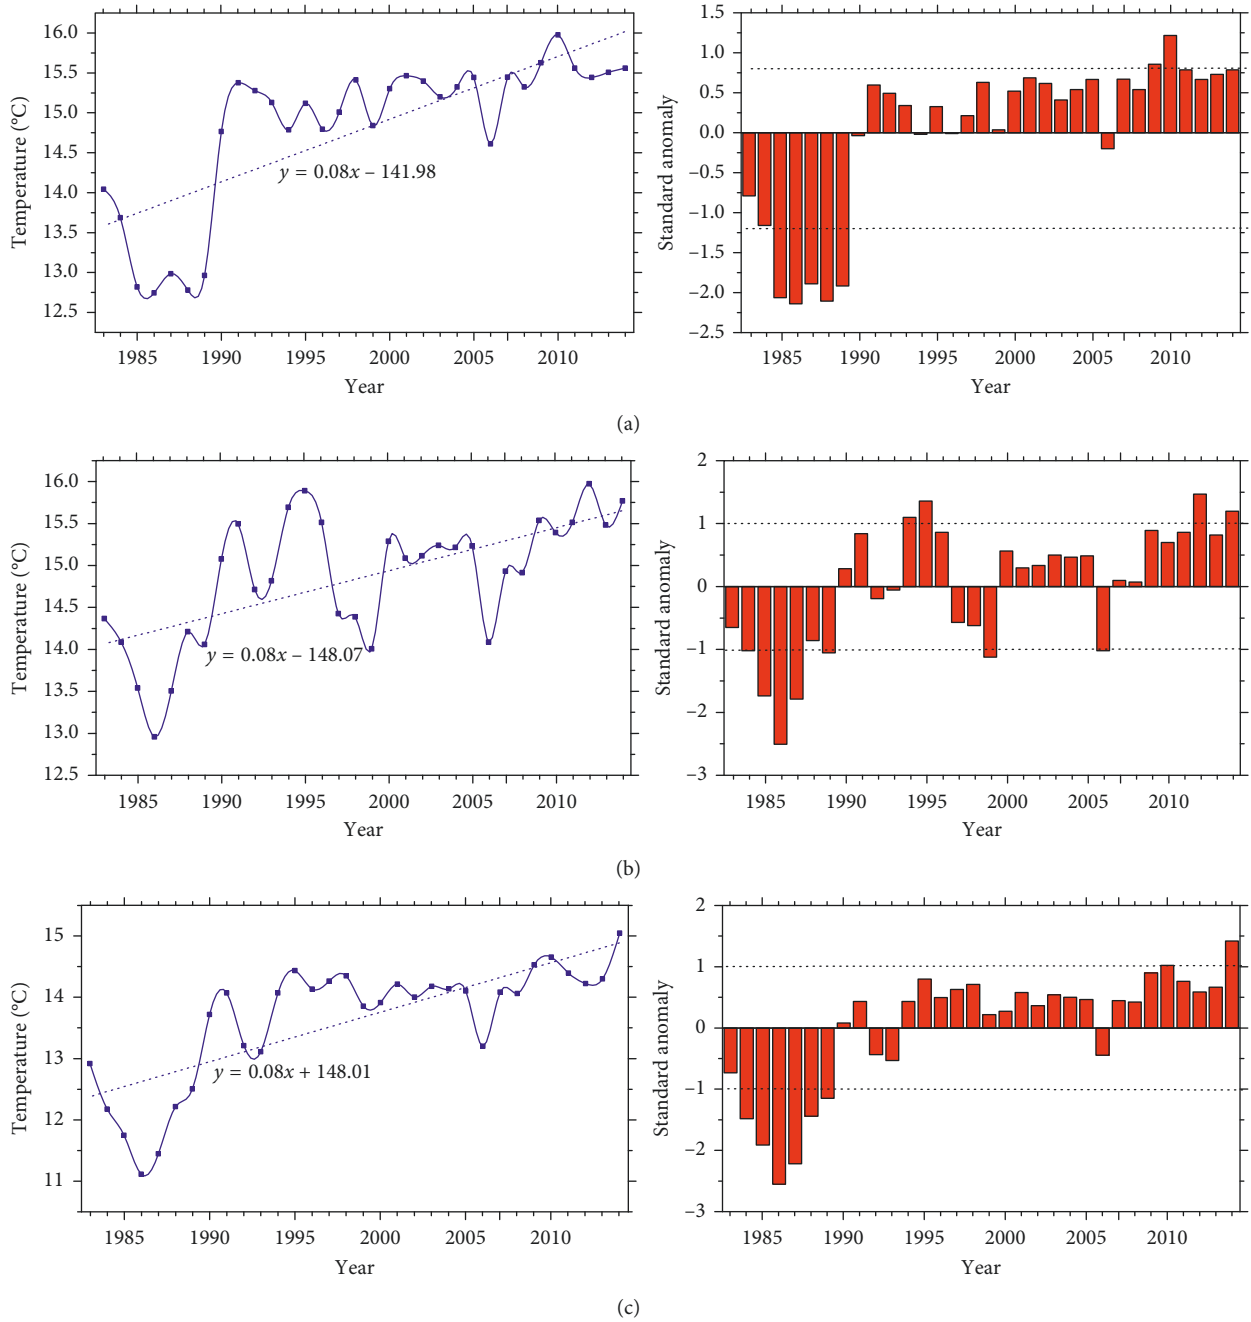 16.0
15.5
15.0
14.5
14.0
13.5
13.0
12.5
Temperature (°C)
y = 0.08x – 141.98
1985 1990 1995 2000 2005 2010
Year
1.5
1.0
0.5
0.0
–0.5
–1.0
–1.5
–2.0
–2.5
Standard anomaly
1985 1990 1995 2000 2005 2010
Year
(a)
16.0
15.5
15.0
14.5
14.0
13.5
13.0
12.5
Temperature (°C)
y = 0.08x – 148.07
1985 1990 1995 2000 2005 2010
Year
2
1
0
–1
–2
–3
Standard anomaly
1985 1990 1995 2000 2005 2010
Year
(b)
15
14
13
12
11
Temperature (°C)
y = 0.08x + 148.01
1985 1990 1995 2000 2005 2010
Year
2
1
0
–1
–2
–3
Standard anomaly
1985 1990 1995 2000 2005 2010
Year
(c)